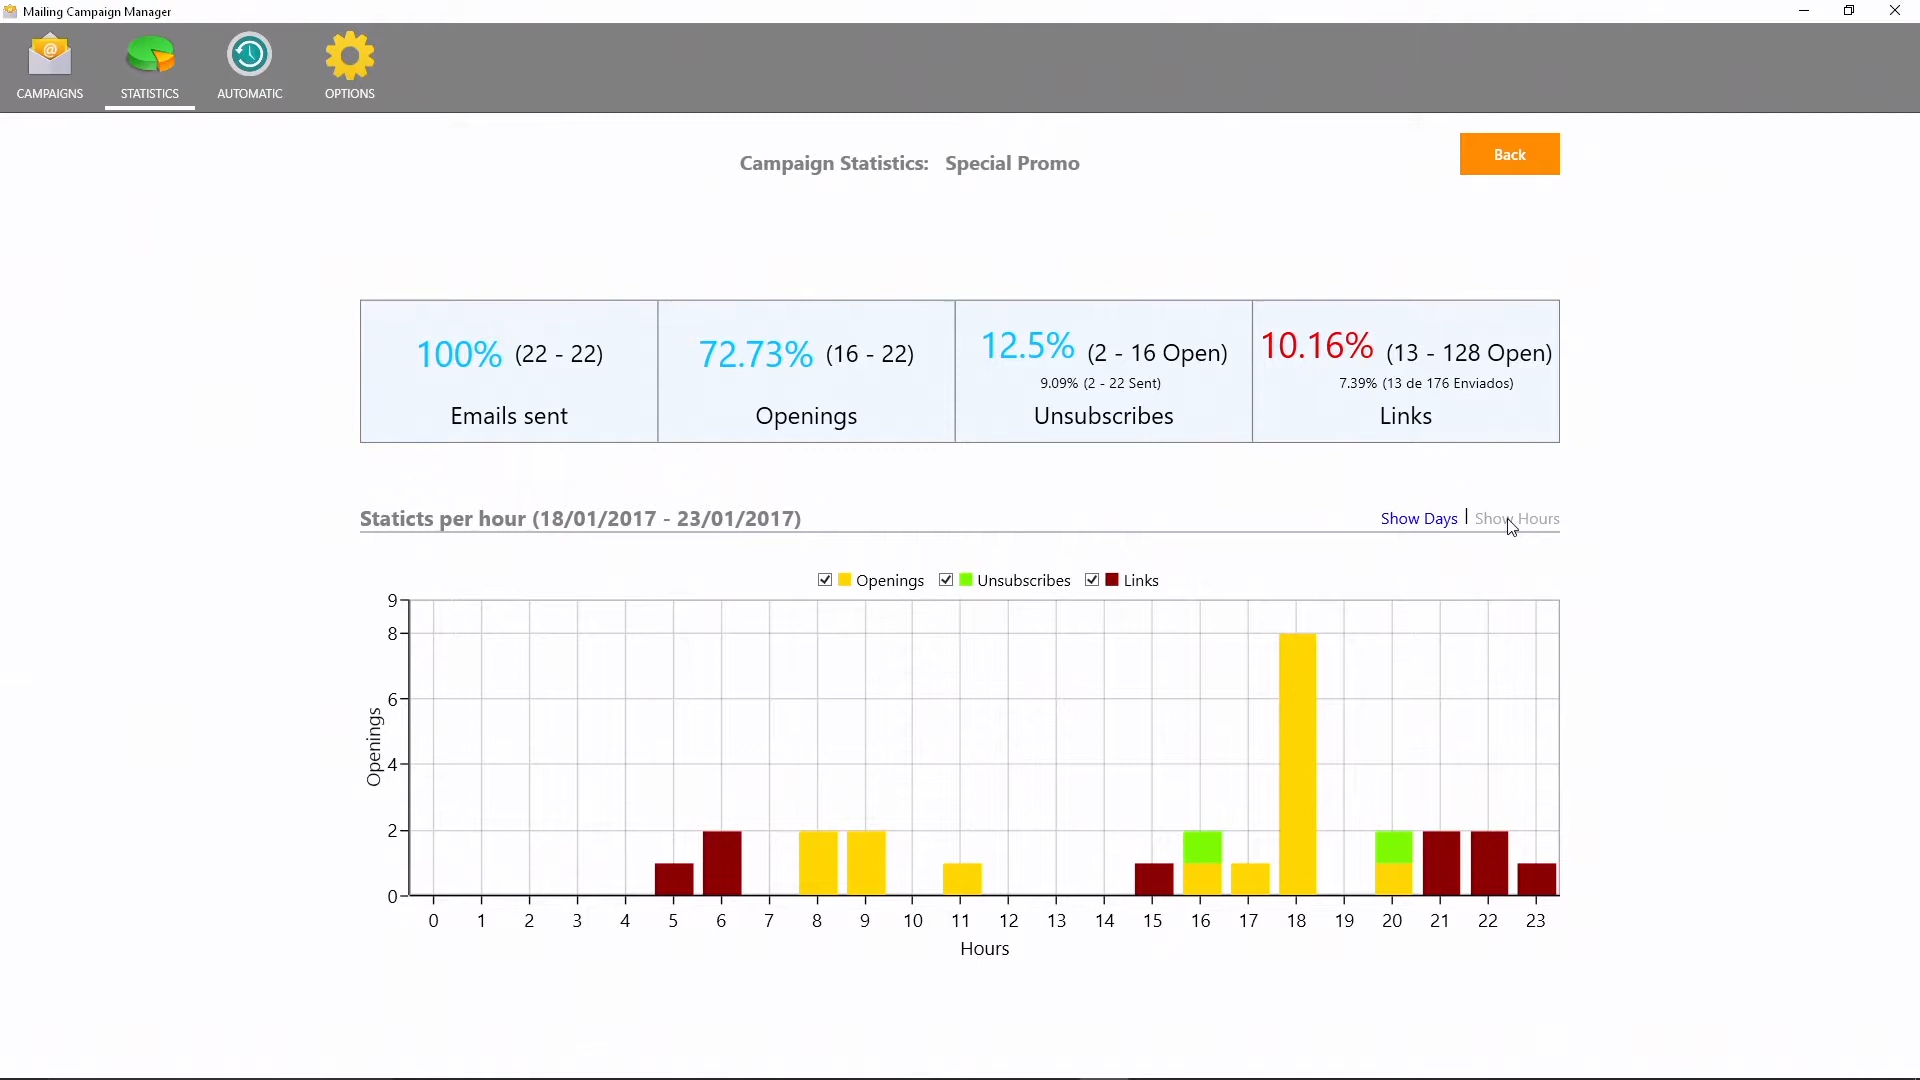 Mailing Campaign Manager
CAMPAIGNS STATISTICS AUTOMATIC OPTIONS
Campaign Statistics: Special Promo
Back
100% (22 - 22)
Emails sent
72.73% (16 - 22)
Openings
12.5% (2 - 16 Open)
9.09% (2 - 22 Sent)
Unsubscribes
10.16% (13 - 128 Open)
7.39% (13 de 176 Enviados)
Links
Staticts per hour (18/01/2017 - 23/01/2017)
Show Days | Show Hours
Openings Unsubscribes Links
9
8
6
4
2
0
Openings
0 1 2 3 4 5 6 7 8 9 10 11 12 13 14 15 16 17 18 19 20 21 22 23
Hours